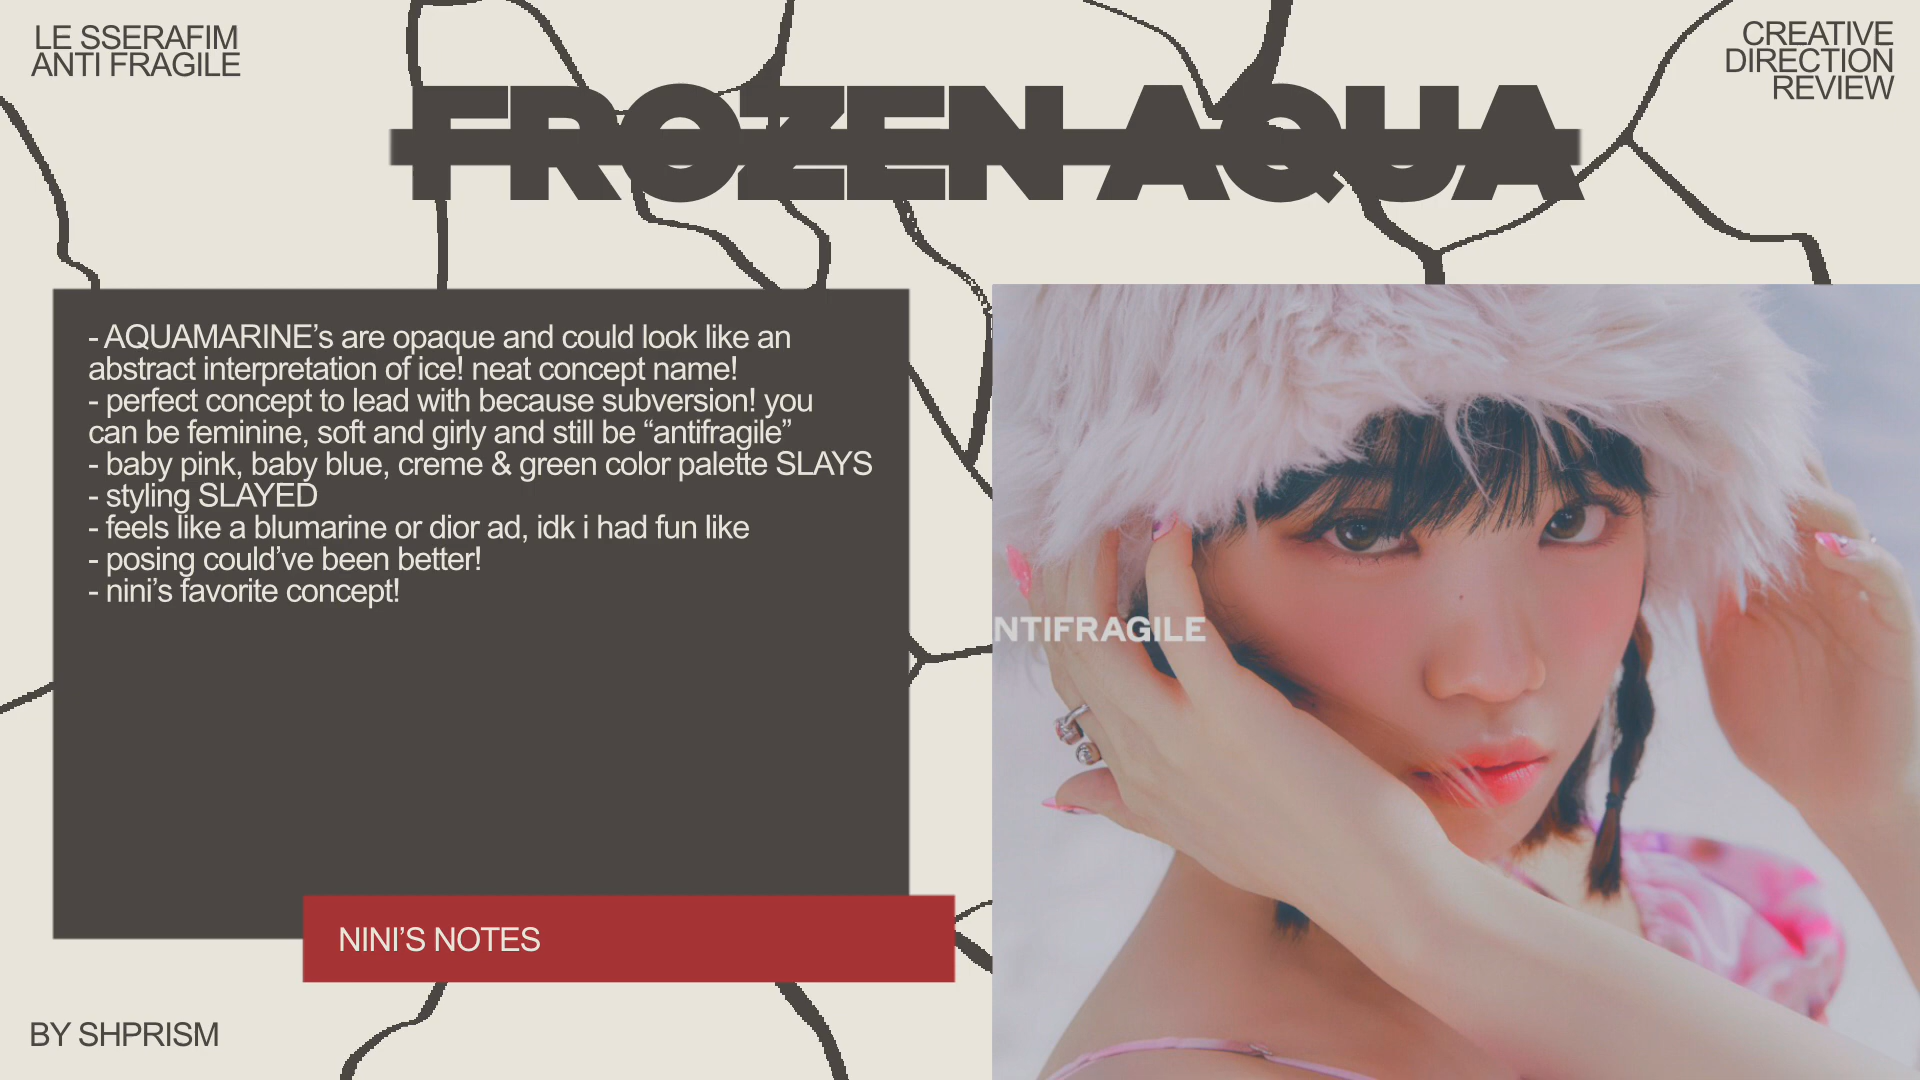 LE SSERAFIM
ANTI FRAGILE
CREATIVE
DIRECTION
REVIEW
FROZEN AQUA
- AQUAMARINE’s are opaque and could look like an
abstract interpretation of ice! neat concept name!
- perfect concept to lead with because subversion! you
can be feminine, soft and girly and still be “antifragile”
- baby pink, baby blue, creme & green color palette SLAYS
- styling SLAYED
- feels like a blumarine or dior ad, idk i had fun like
- posing could’ve been better!
- nini’s favorite concept!
NTIFRAGILE
NINI’S NOTES
BY SHPRISM